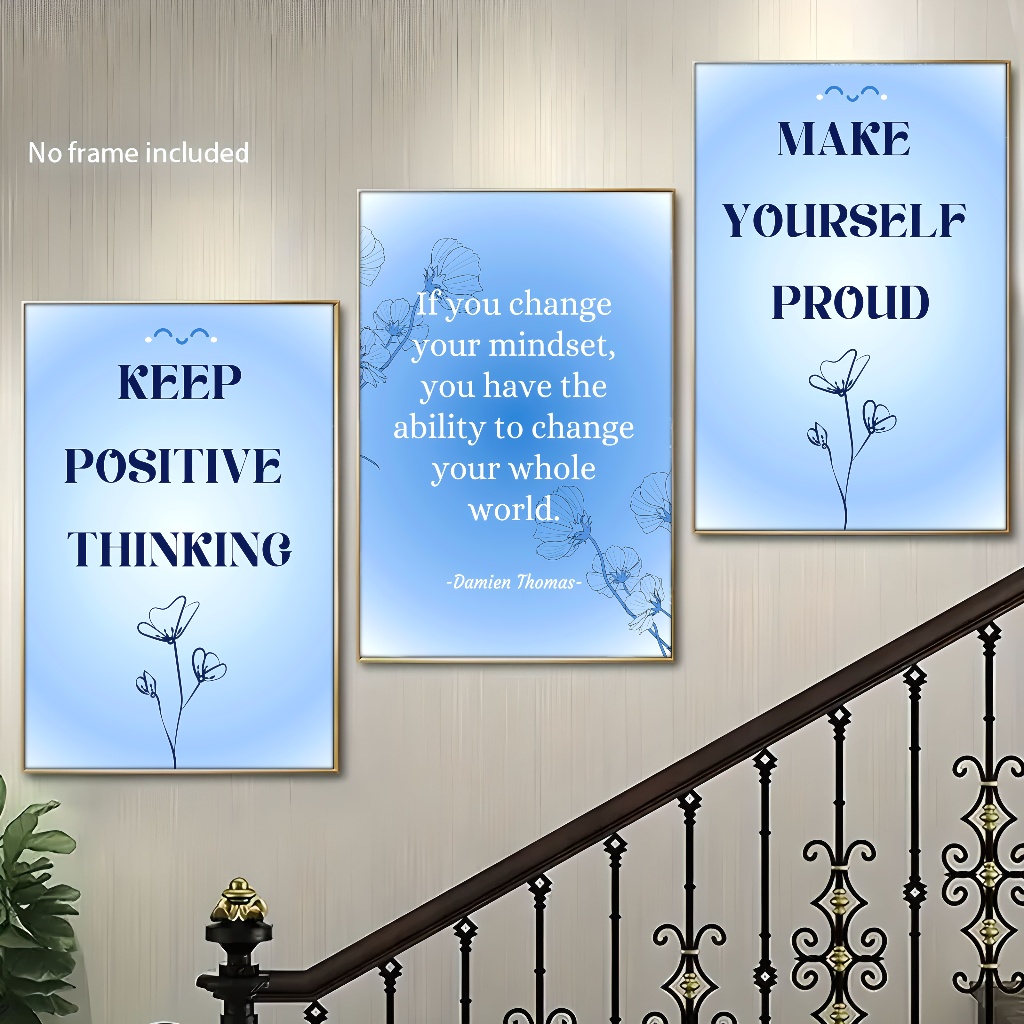 No frame included
KEEP
POSITIVE
THINKING
If you change
your mindset,
you have the
ability to change
your whole
world.
-Damien Thomas-
MAKE
YOURSELF
PROUD